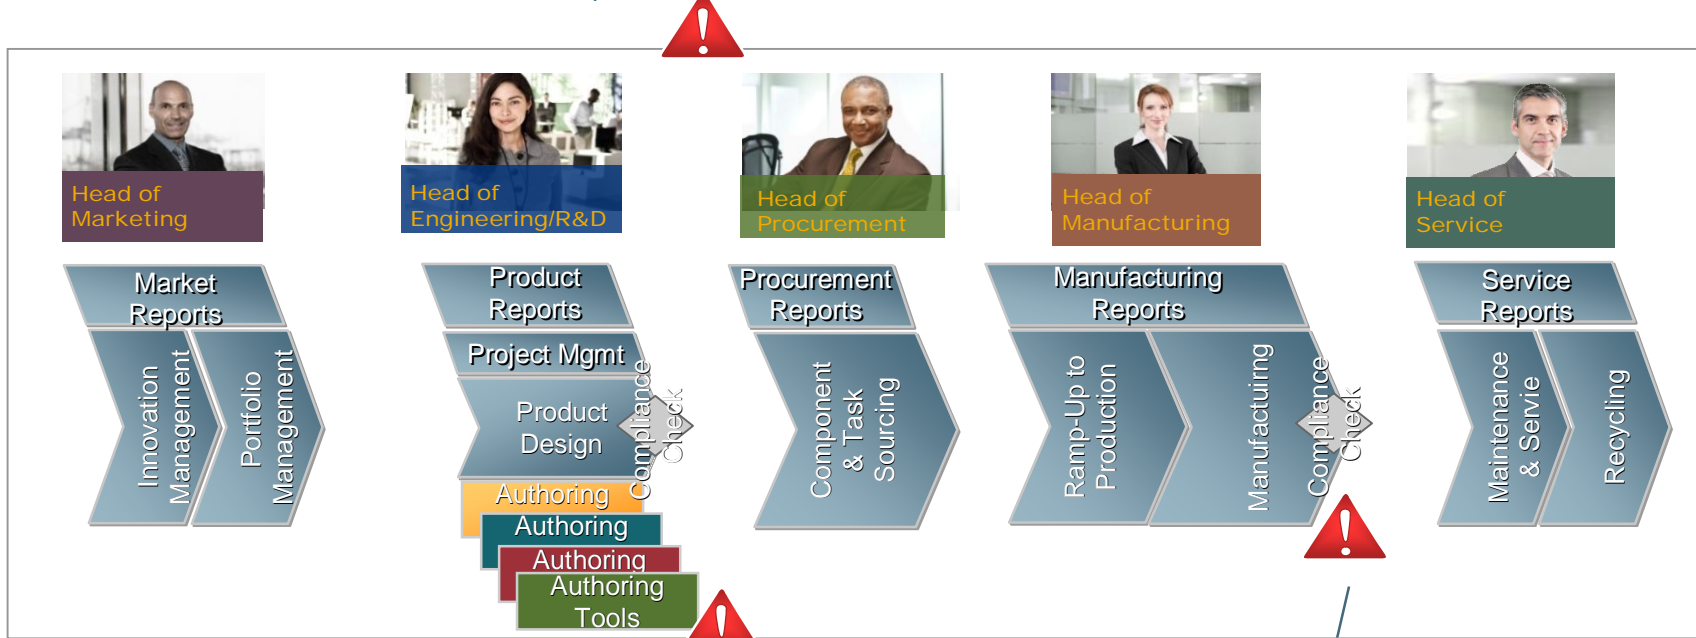 Head of
Marketing
Head of
Engineering/R&D
Head of
Procurement
Head of
Manufacturing
Head of
Service
Market
Reports
Innovation
Management
Portfolio
Management
Product
Reports
Project Mgmt
Product
Design
Compliance
Check
Authoring
Authoring
Authoring
Authoring
Tools
Procurement
Reports
Component
& Task
Sourcing
Manufacturing
Reports
Ramp-Up to
Production
Manufactuirng
Compliance
Check
Service
Reports
Maintenance
& Servie
Recycling